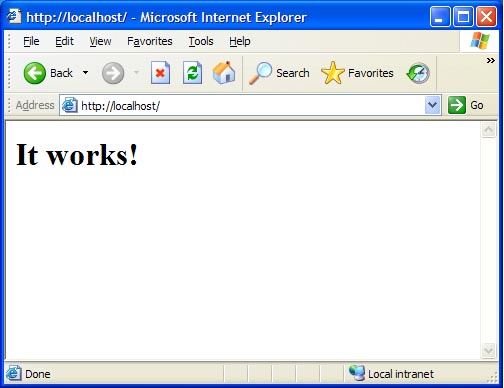 http://localhost/ - Microsoft Internet Explorer
File Edit View Favorites Tools Help
Back Search Favorites »
Address http://localhost/ Go
It works!
Done Local intranet